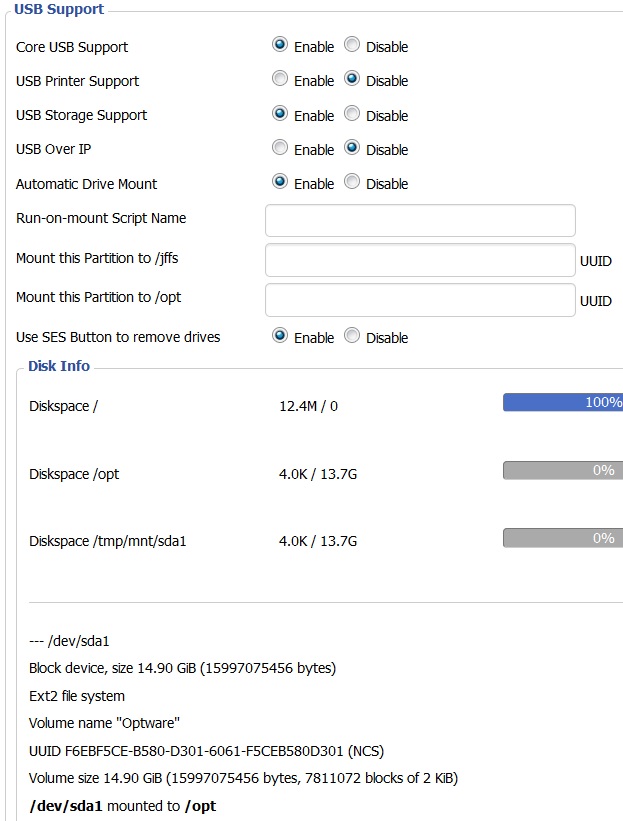 USB Support
Core USB Support Enable Disable
USB Printer Support Enable Disable
USB Storage Support Enable Disable
USB Over IP Enable Disable
Automatic Drive Mount Enable Disable
Run-on-mount Script Name
Mount this Partition to /jffs UUID
Mount this Partition to /opt UUID
Use SES Button to remove drives Enable Disable
Disk Info
Diskspace / 12.4M / 0 100%
Diskspace /opt 4.0K / 13.7G 0%
Diskspace /tmp/mnt/sda1 4.0K / 13.7G 0%
--- /dev/sda1
Block device, size 14.90 GiB (15997075456 bytes)
Ext2 file system
Volume name "Optware"
UUID F6EBF5CE-B580-D301-6061-F5CEB580D301 (NCS)
Volume size 14.90 GiB (15997075456 bytes, 7811072 blocks of 2 KiB)
/dev/sda1 mounted to /opt